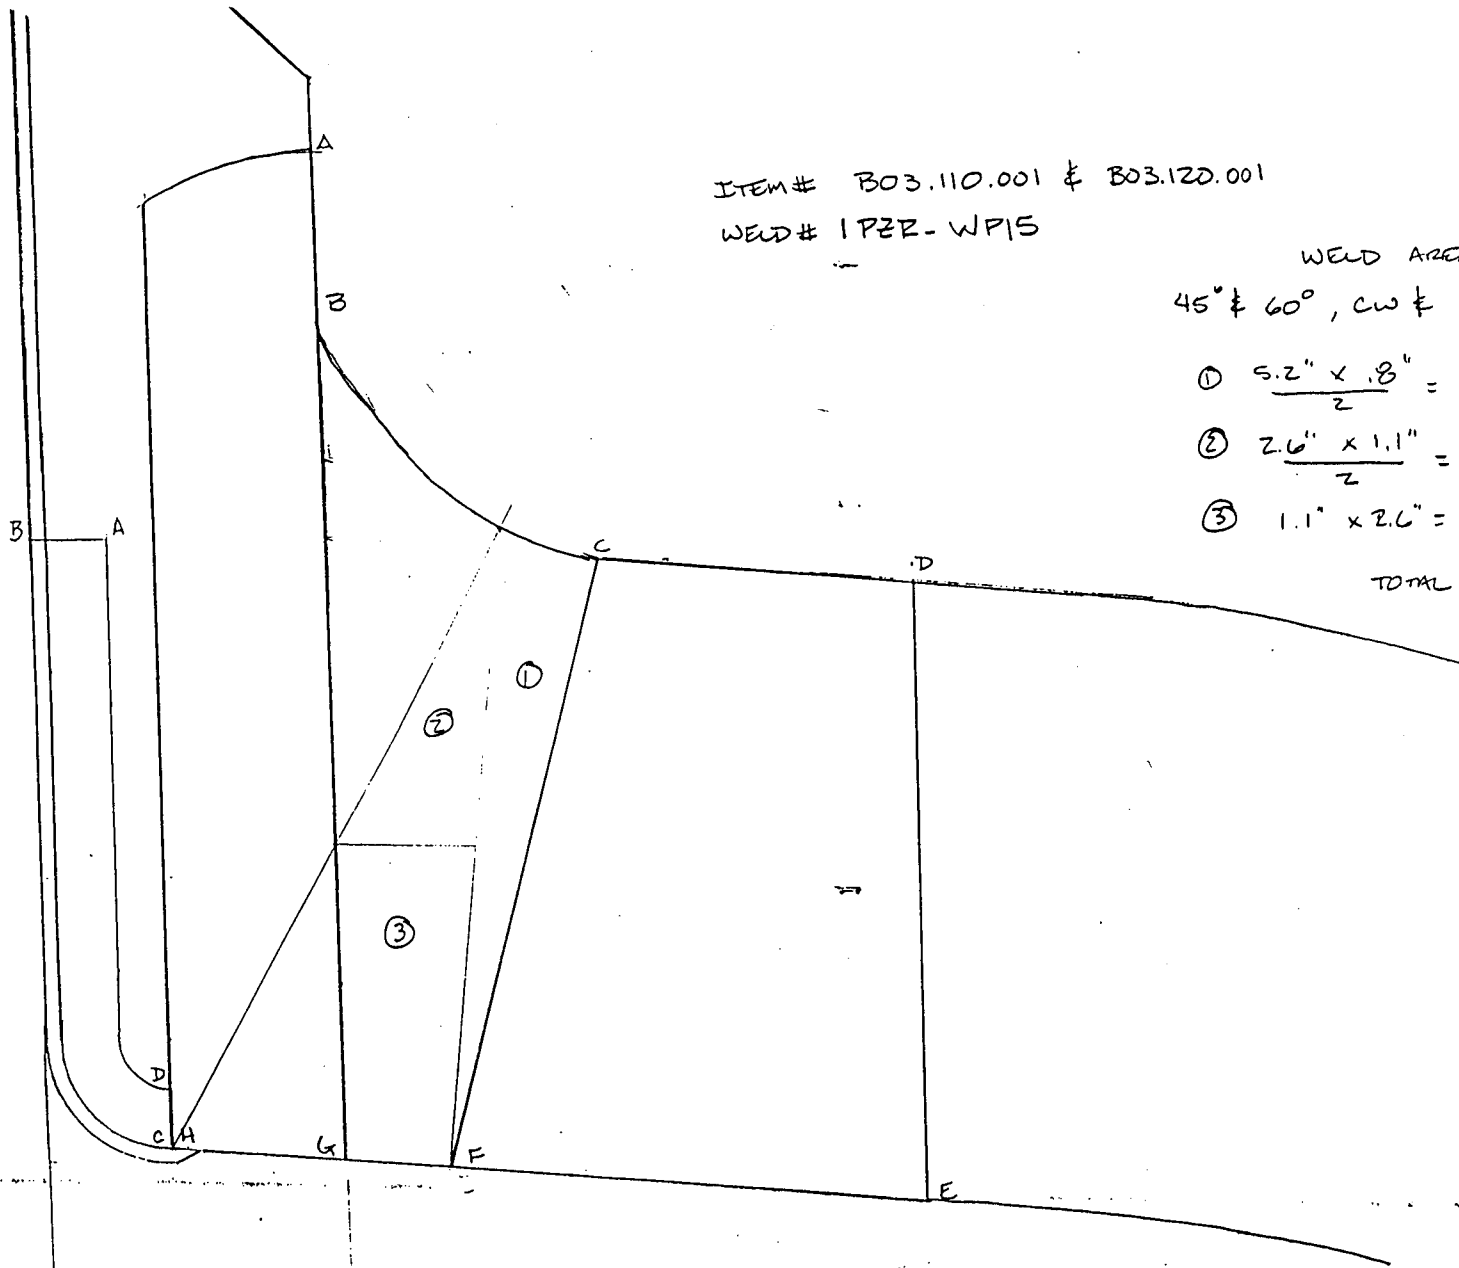 A
ITEM# B03.110.001 & B03.120.001
WELD# 1PZR-WP15
WELD AREA
B
45° & 60°, CW &
① 5.2" x .8" =
2
② 2.6" x 1.1" =
2
③ 1.1" x 2.6" =
TOTAL
B A
C
.D
①
②
③
D
C H
G
F
E